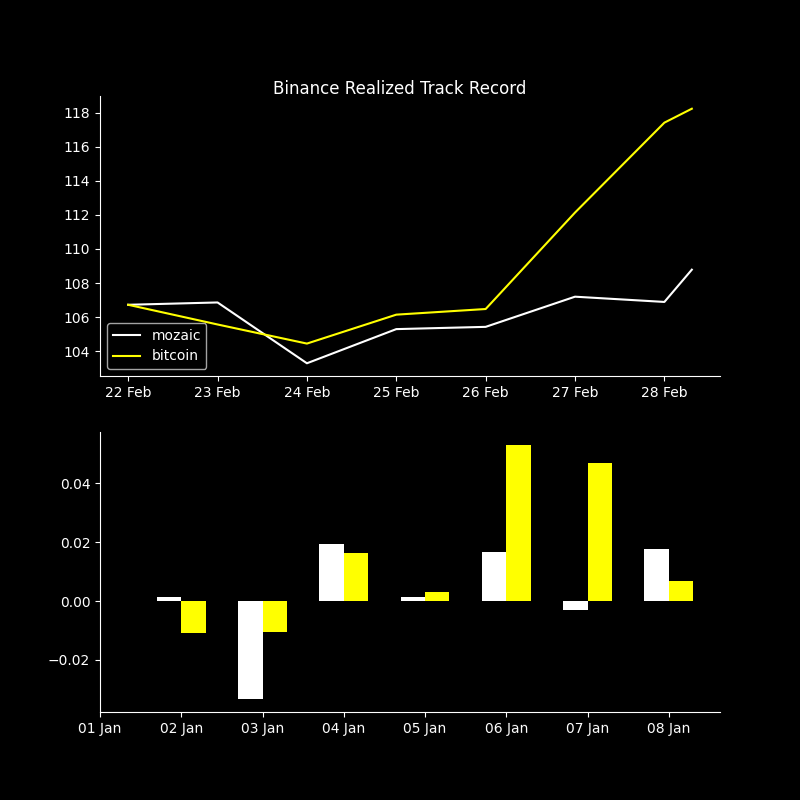 Binance Realized Track Record
118
116
114
112
110
108
106
104
mozaic
bitcoin
22 Feb 23 Feb 24 Feb 25 Feb 26 Feb 27 Feb 28 Feb
0.04
0.02
0.00
−0.02
01 Jan 02 Jan 03 Jan 04 Jan 05 Jan 06 Jan 07 Jan 08 Jan